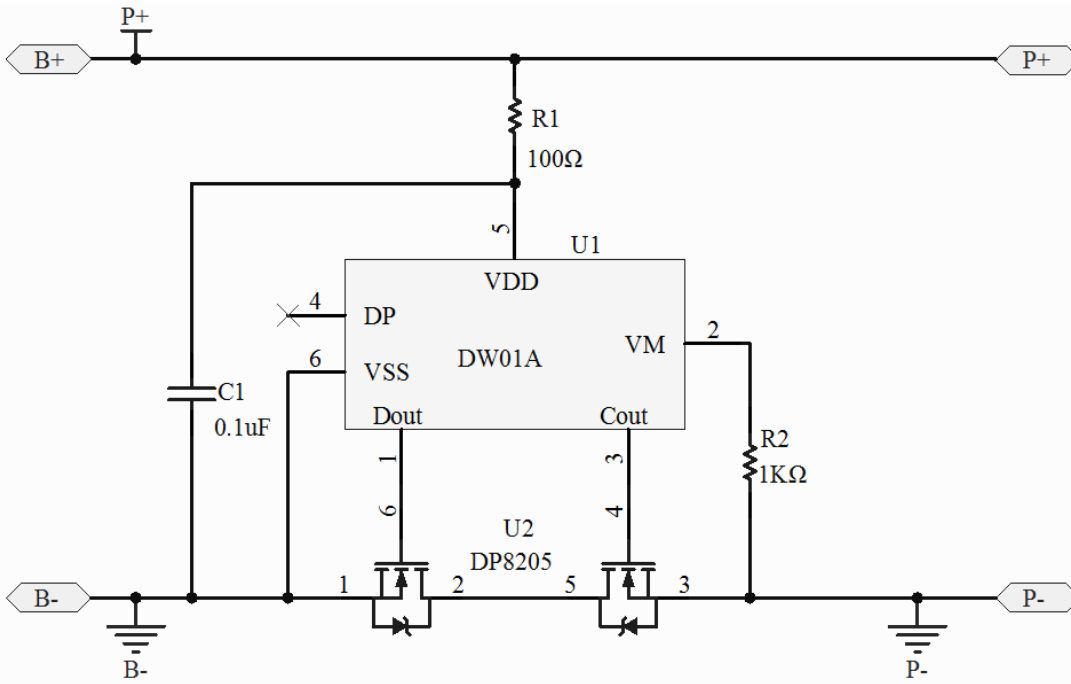 P+
B+
P+
R1
100Ω
5
U1
VDD
4
DP
2
VM
6
VSS
DW01A
C1
0.1uF
Dout
Cout
R2
1KΩ
1
3
6
4
U2
DP8205
B-
1
2
5
3
P-
B-
P-